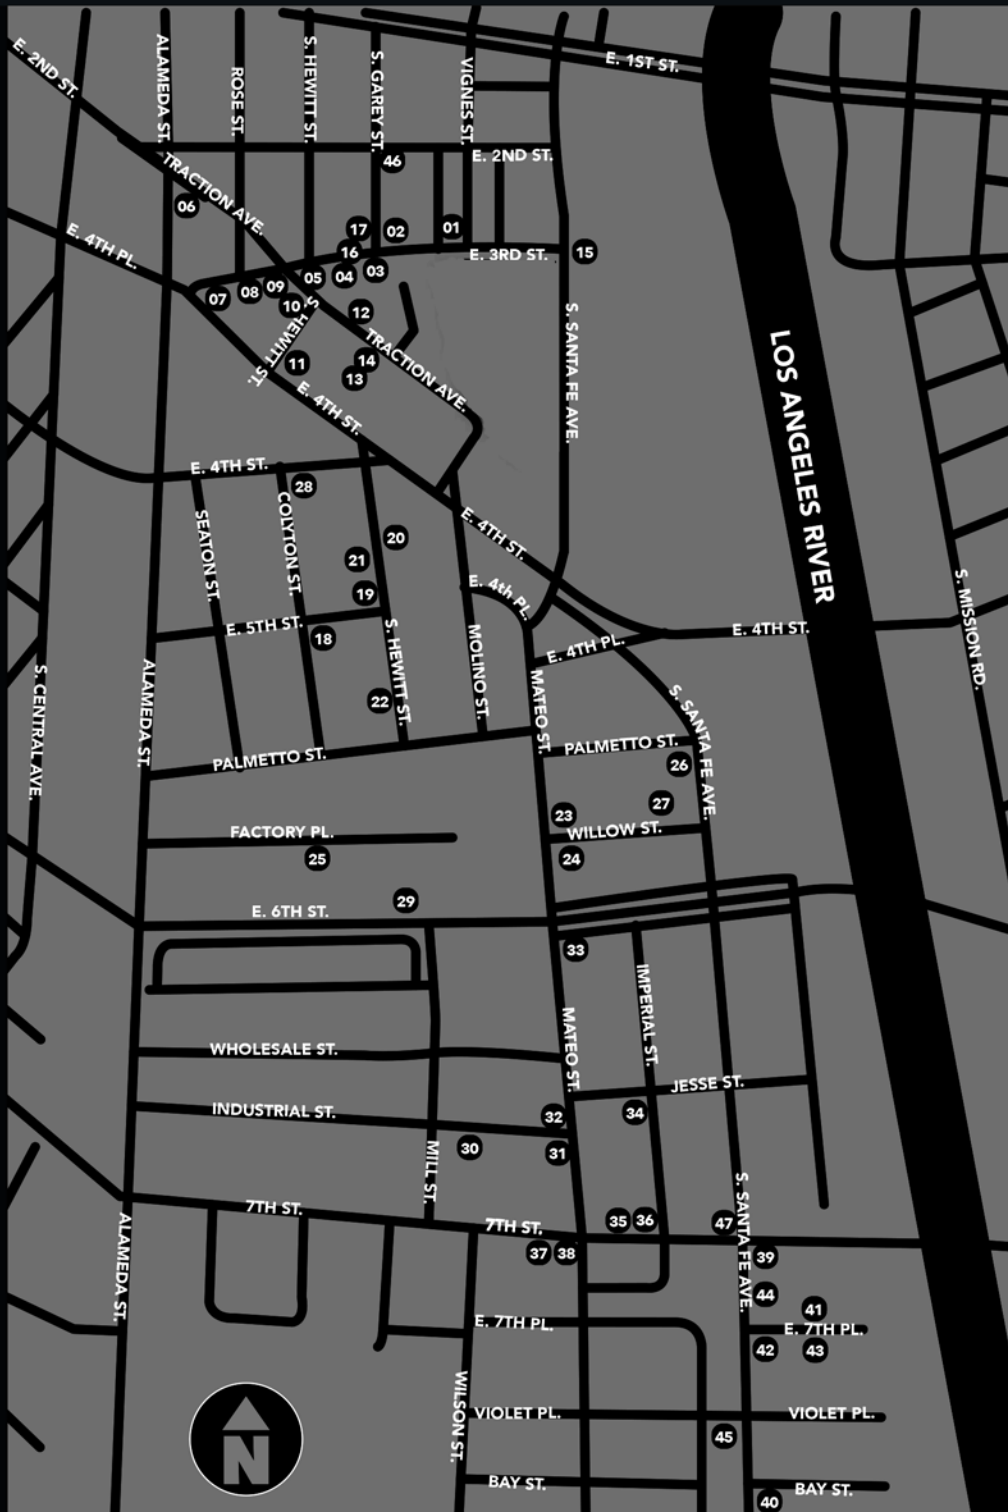 E. 1ST ST.
E. 2ND ST.
ALAMEDA ST.
ROSE ST.
S. HEWITT ST.
S. GAREY ST.
VIGNES ST.
E. 2ND ST.
46
TRACTION AVE.
06
E. 4TH PL.
17
02
01
16
E. 3RD ST.
15
05
04
03
07
08
09
10
12
S. HEWITT ST.
TRACTION AVE.
S. SANTA FE AVE.
LOS ANGELES RIVER
11
14
13
E. 4TH ST.
E. 4TH ST.
28
SEATON ST.
COLYTON ST.
20
E. 4TH ST.
21
19
E. 4th PL.
S. MISSION RD.
E. 5TH ST.
18
S. HEWITT ST.
MOLINO ST.
E. 4TH PL.
E. 4TH ST.
S. CENTRAL AVE.
ALAMEDA ST.
22
MATEO ST.
S. SANTA FE AVE.
PALMETTO ST.
PALMETTO ST.
26
27
23
FACTORY PL.
WILLOW ST.
25
24
29
E. 6TH ST.
33
IMPERIAL ST.
MATEO ST.
WHOLESALE ST.
JESSE ST.
INDUSTRIAL ST.
32
34
30
31
MILL ST.
S. SANTA FE AVE.
7TH ST.
7TH ST.
35
36
47
37
38
39
ALAMEDA ST.
44
41
E. 7TH PL.
E. 7TH PL.
42
43
WILSON ST.
VIOLET PL.
VIOLET PL.
45
N
BAY ST.
BAY ST.
40